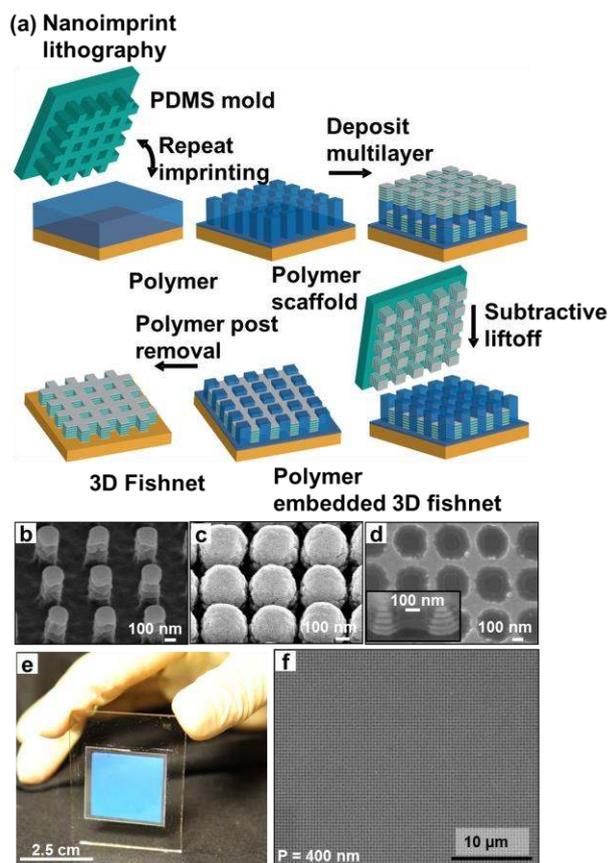 (a) Nanoimprint
lithography
PDMS mold
Repeat
imprinting
Deposit
multilayer
Polymer
Polymer
scaffold
Subtractive
liftoff
Polymer post
removal
3D Fishnet
Polymer
embedded 3D fishnet
b
100 nm
c
100 nm
d
100 nm
100 nm
e
2.5 cm
f
P = 400 nm
10 µm